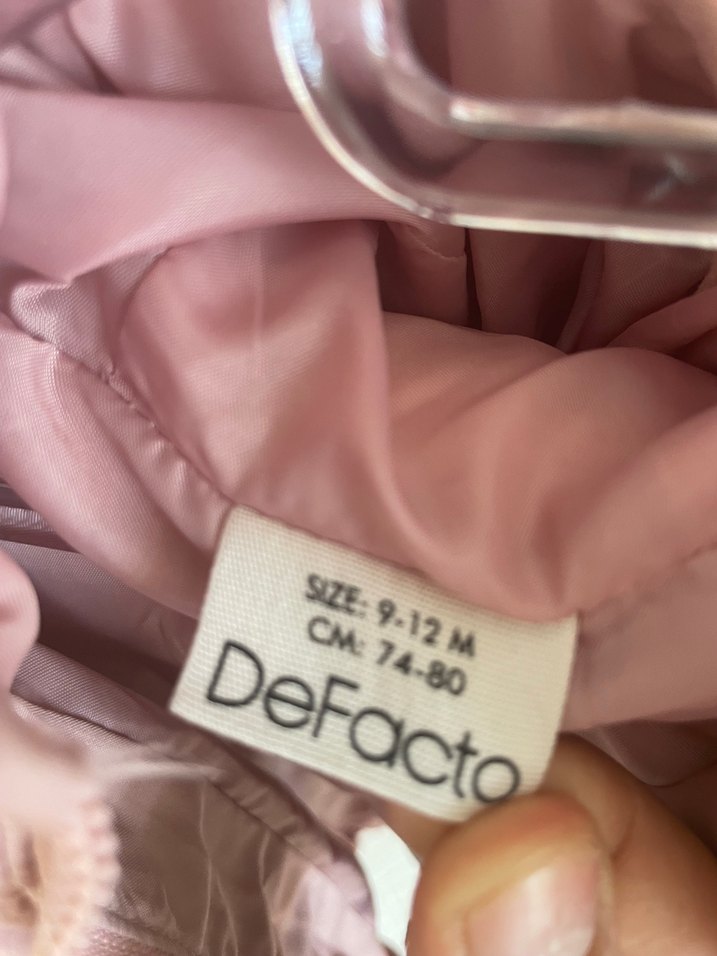 SIZE: 9-12 M
CM: 74-80
DeFacto